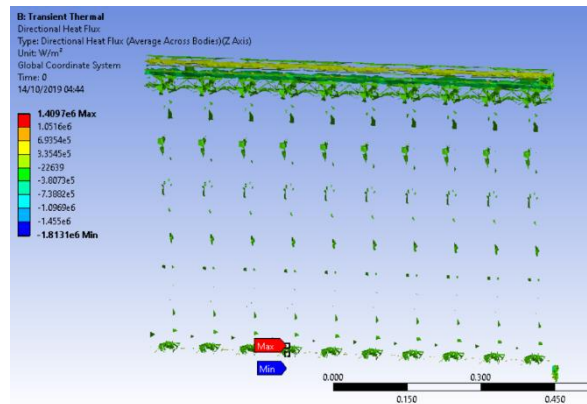 B: Transient Thermal
Directional Heat Flux
Type: Directional Heat Flux (Average Across Bodies)(Z Axis)
Unit: W/m²
Global Coordinate System
Time: 0
14/10/2019 04:44
1.4097e6 Max
1.0516e6
6.9354e5
3.3545e5
-22639
-3.8073e5
-7.3882e5
-1.0969e6
-1.455e6
-1.8131e6 Min
Max
Min
0.000
0.300
0.150
0.450